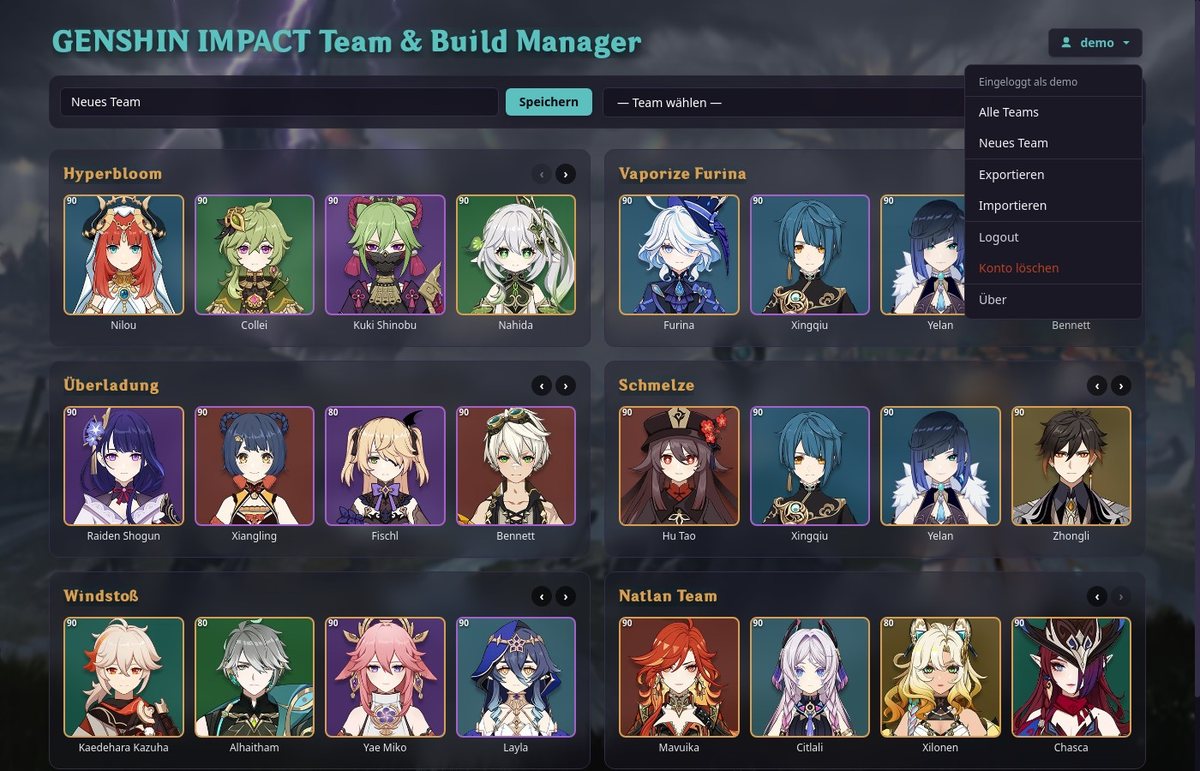 GENSHIN IMPACT Team & Build Manager
demo
Neues Team
Speichern
— Team wählen —
Eingeloggt als demo
Alle Teams
Neues Team
Exportieren
Importieren
Logout
Konto löschen
Über
Hyperbloom
90 90 90 90
Nilou Collei Kuki Shinobu Nahida
Vaporize Furina
90 90 90
Furina Xingqiu Yelan Bennett
Überladung
90 90 80 90
Raiden Shogun Xiangling Fischl Bennett
Schmelze
90 90 90 90
Hu Tao Xingqiu Yelan Zhongli
Windstoß
90 80 90 90
Kaedehara Kazuha Alhaitham Yae Miko Layla
Natlan Team
90 90 80 90
Mavuika Citlali Xilonen Chasca